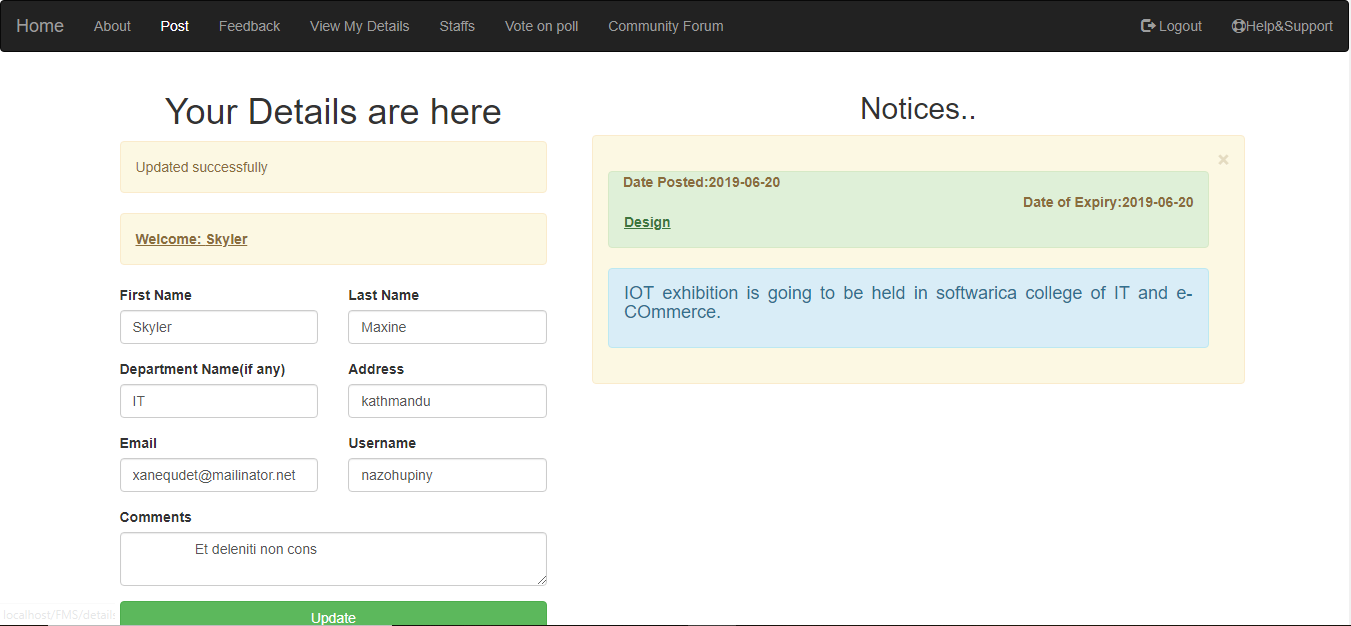 Home About Post Feedback View My Details Staffs Vote on poll Community Forum Logout Help&Support
Your Details are here
Updated successfully
Welcome: Skyler
First Name Last Name
Skyler Maxine
Department Name(if any) Address
IT kathmandu
Email Username
xanequdet@mailinator.net nazohupiny
Comments
Et deleniti non cons
Update
Notices..
×
Date Posted:2019-06-20
Date of Expiry:2019-06-20
Design
IOT exhibition is going to be held in softwarica college of IT and e-
COmmerce.
localhost/FMS/details